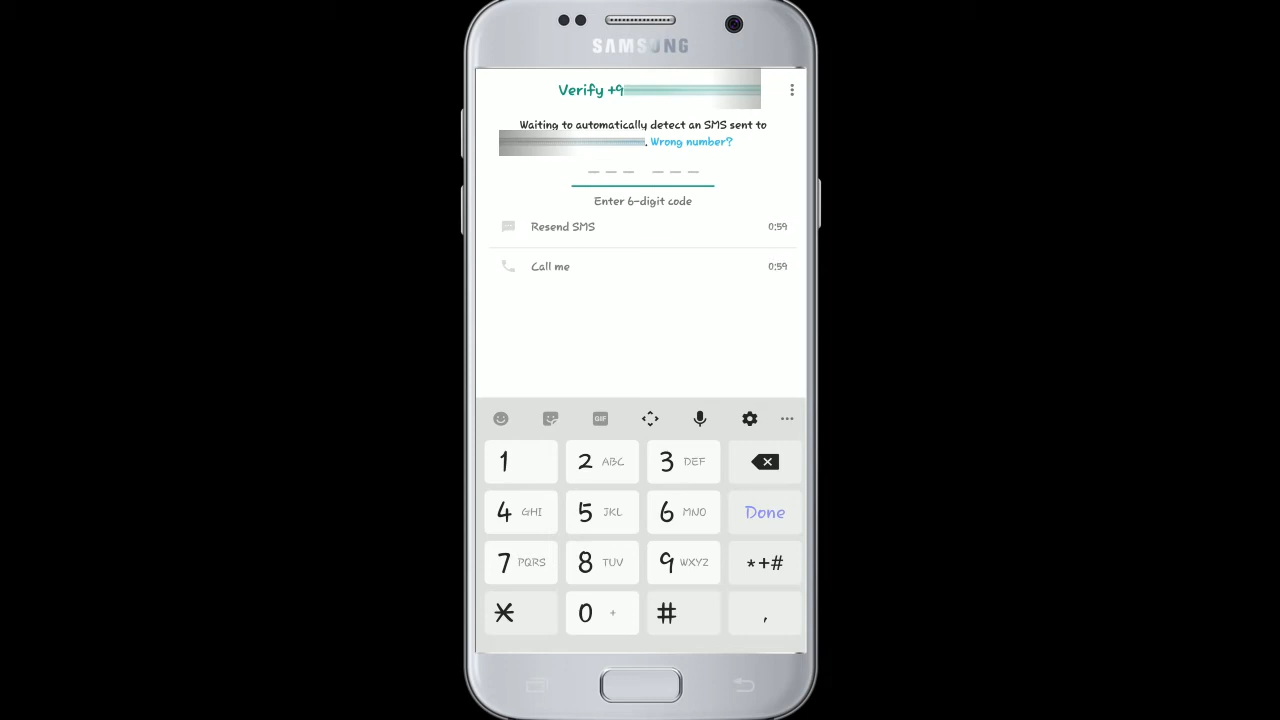 SAMSUNG
Verify +9
Waiting to automatically detect an SMS sent to
. Wrong number?
Enter 6-digit code
Resend SMS 0:59
Call me 0:59
GIF
1 2 ABC 3 DEF
4 GHI 5 JKL 6 MNO Done
7 PQRS 8 TUV 9 WXYZ *+#
* 0 + # ,